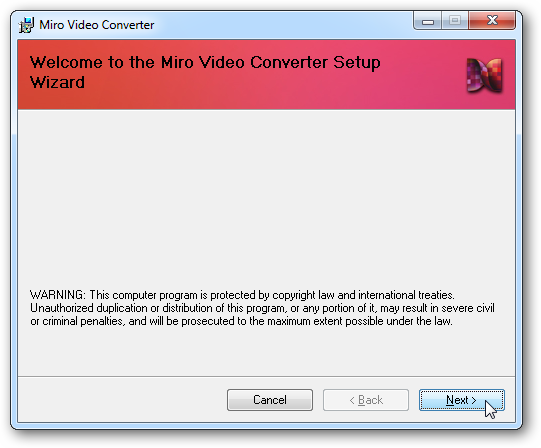 Miro Video Converter
Welcome to the Miro Video Converter Setup
Wizard
WARNING: This computer program is protected by copyright law and international treaties.
Unauthorized duplication or distribution of this program, or any portion of it, may result in severe civil
or criminal penalties, and will be prosecuted to the maximum extent possible under the law.
Cancel
< Back
Next >